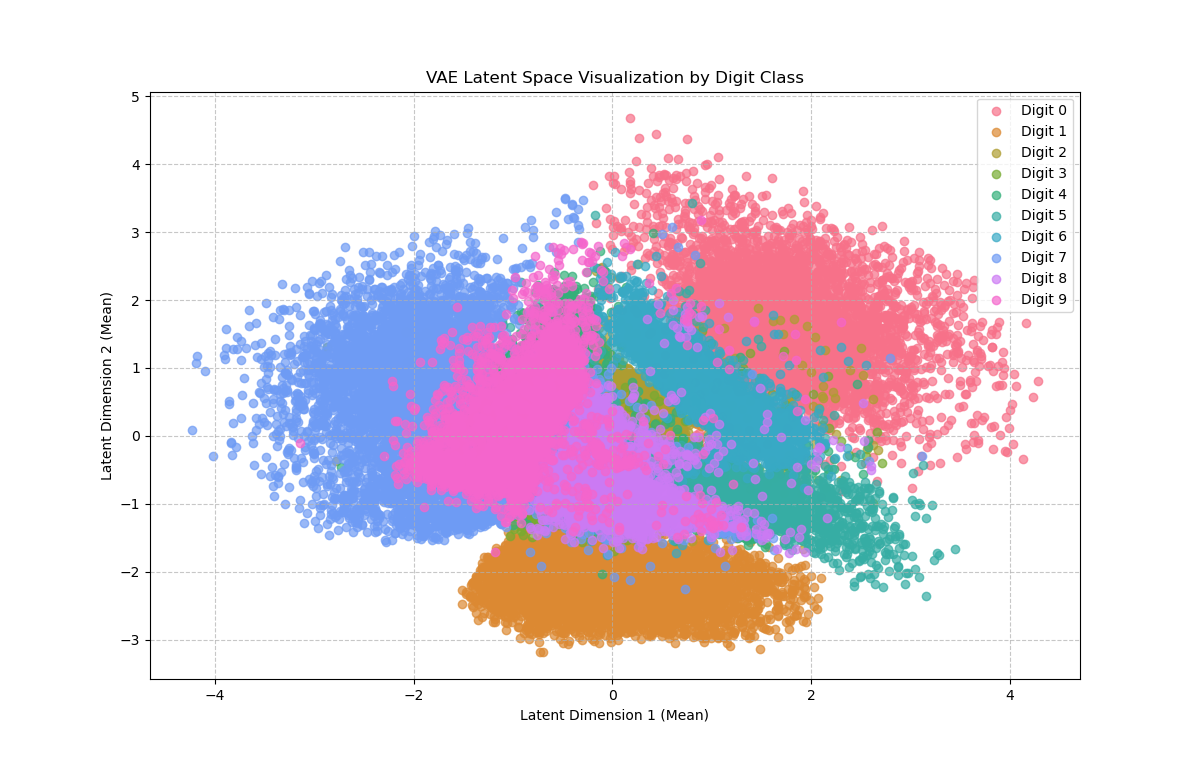 VAE Latent Space Visualization by Digit Class
5
4
3
2
1
0
−1
−2
−3
Latent Dimension 2 (Mean)
Digit 0
Digit 1
Digit 2
Digit 3
Digit 4
Digit 5
Digit 6
Digit 7
Digit 8
Digit 9
−4
−2
0
2
4
Latent Dimension 1 (Mean)